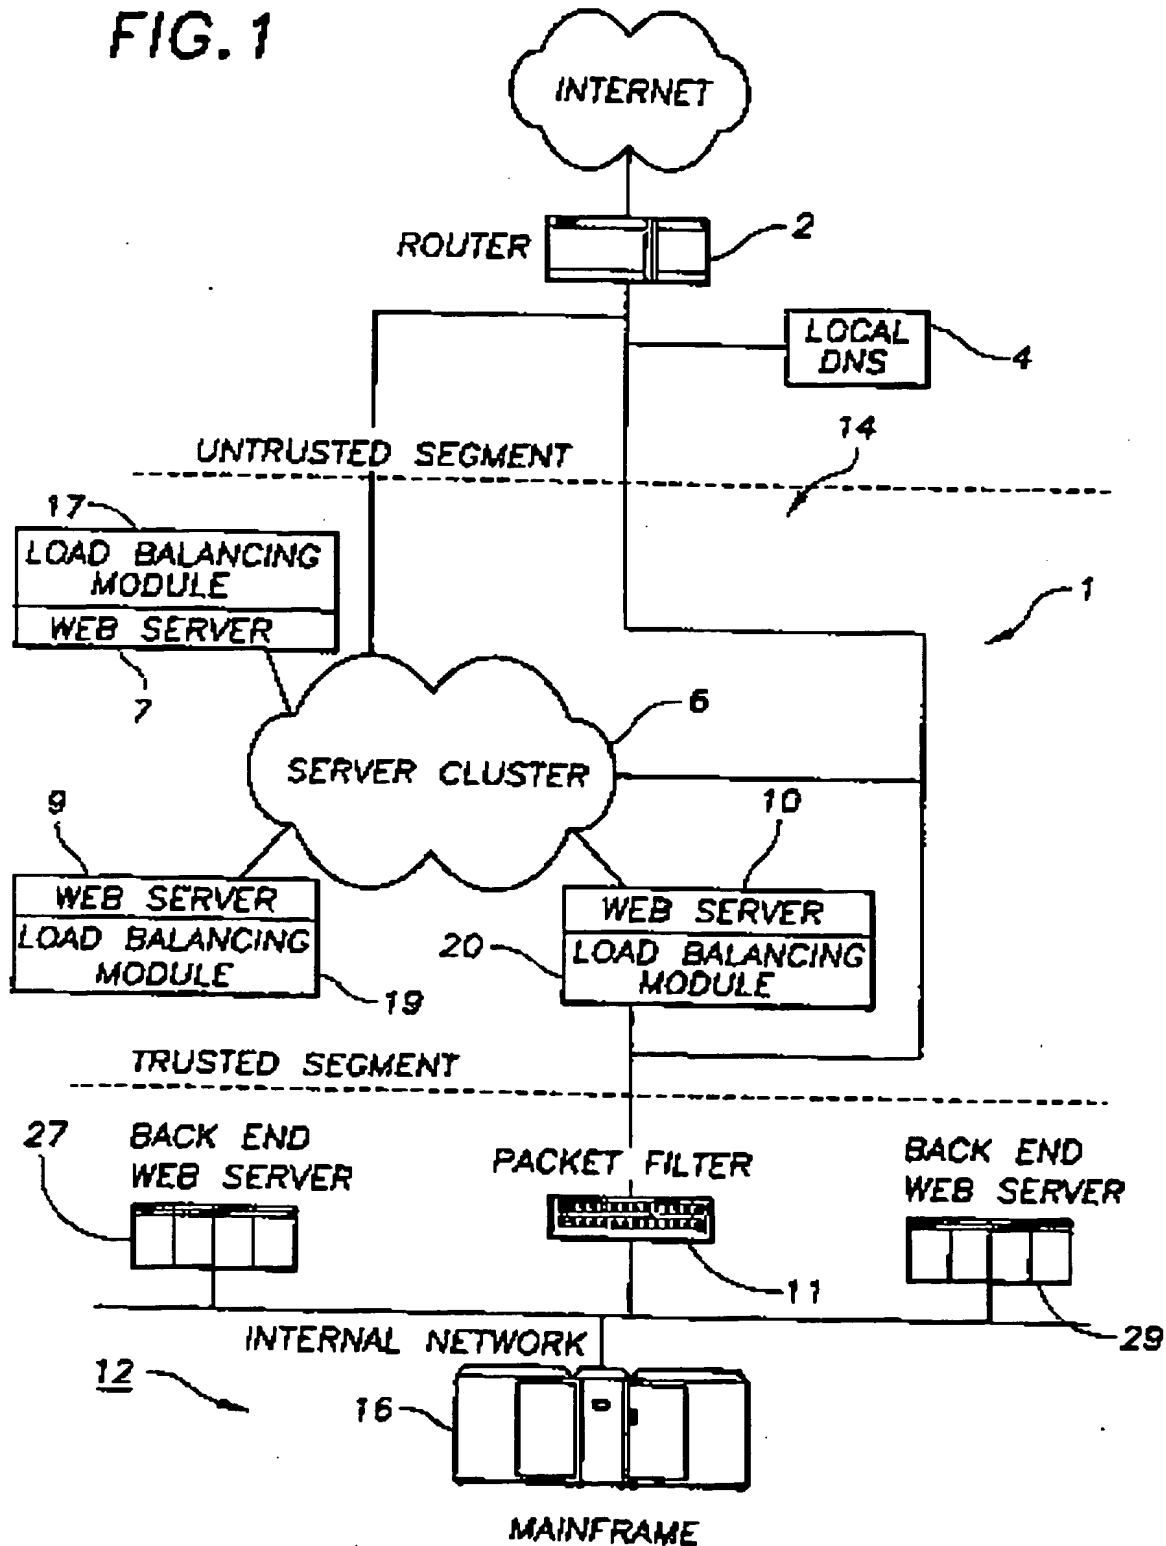 FIG. 1
INTERNET
ROUTER
2
LOCAL
DNS
4
14
UNTRUSTED SEGMENT
17
LOAD BALANCING
MODULE
WEB SERVER
7
1
6
SERVER CLUSTER
9
10
WEB SERVER
LOAD BALANCING
MODULE
19
WEB SERVER
LOAD BALANCING
MODULE
20
TRUSTED SEGMENT
27
BACK END
WEB SERVER
PACKET FILTER
11
BACK END
WEB SERVER
29
INTERNAL NETWORK
12
16
MAINFRAME